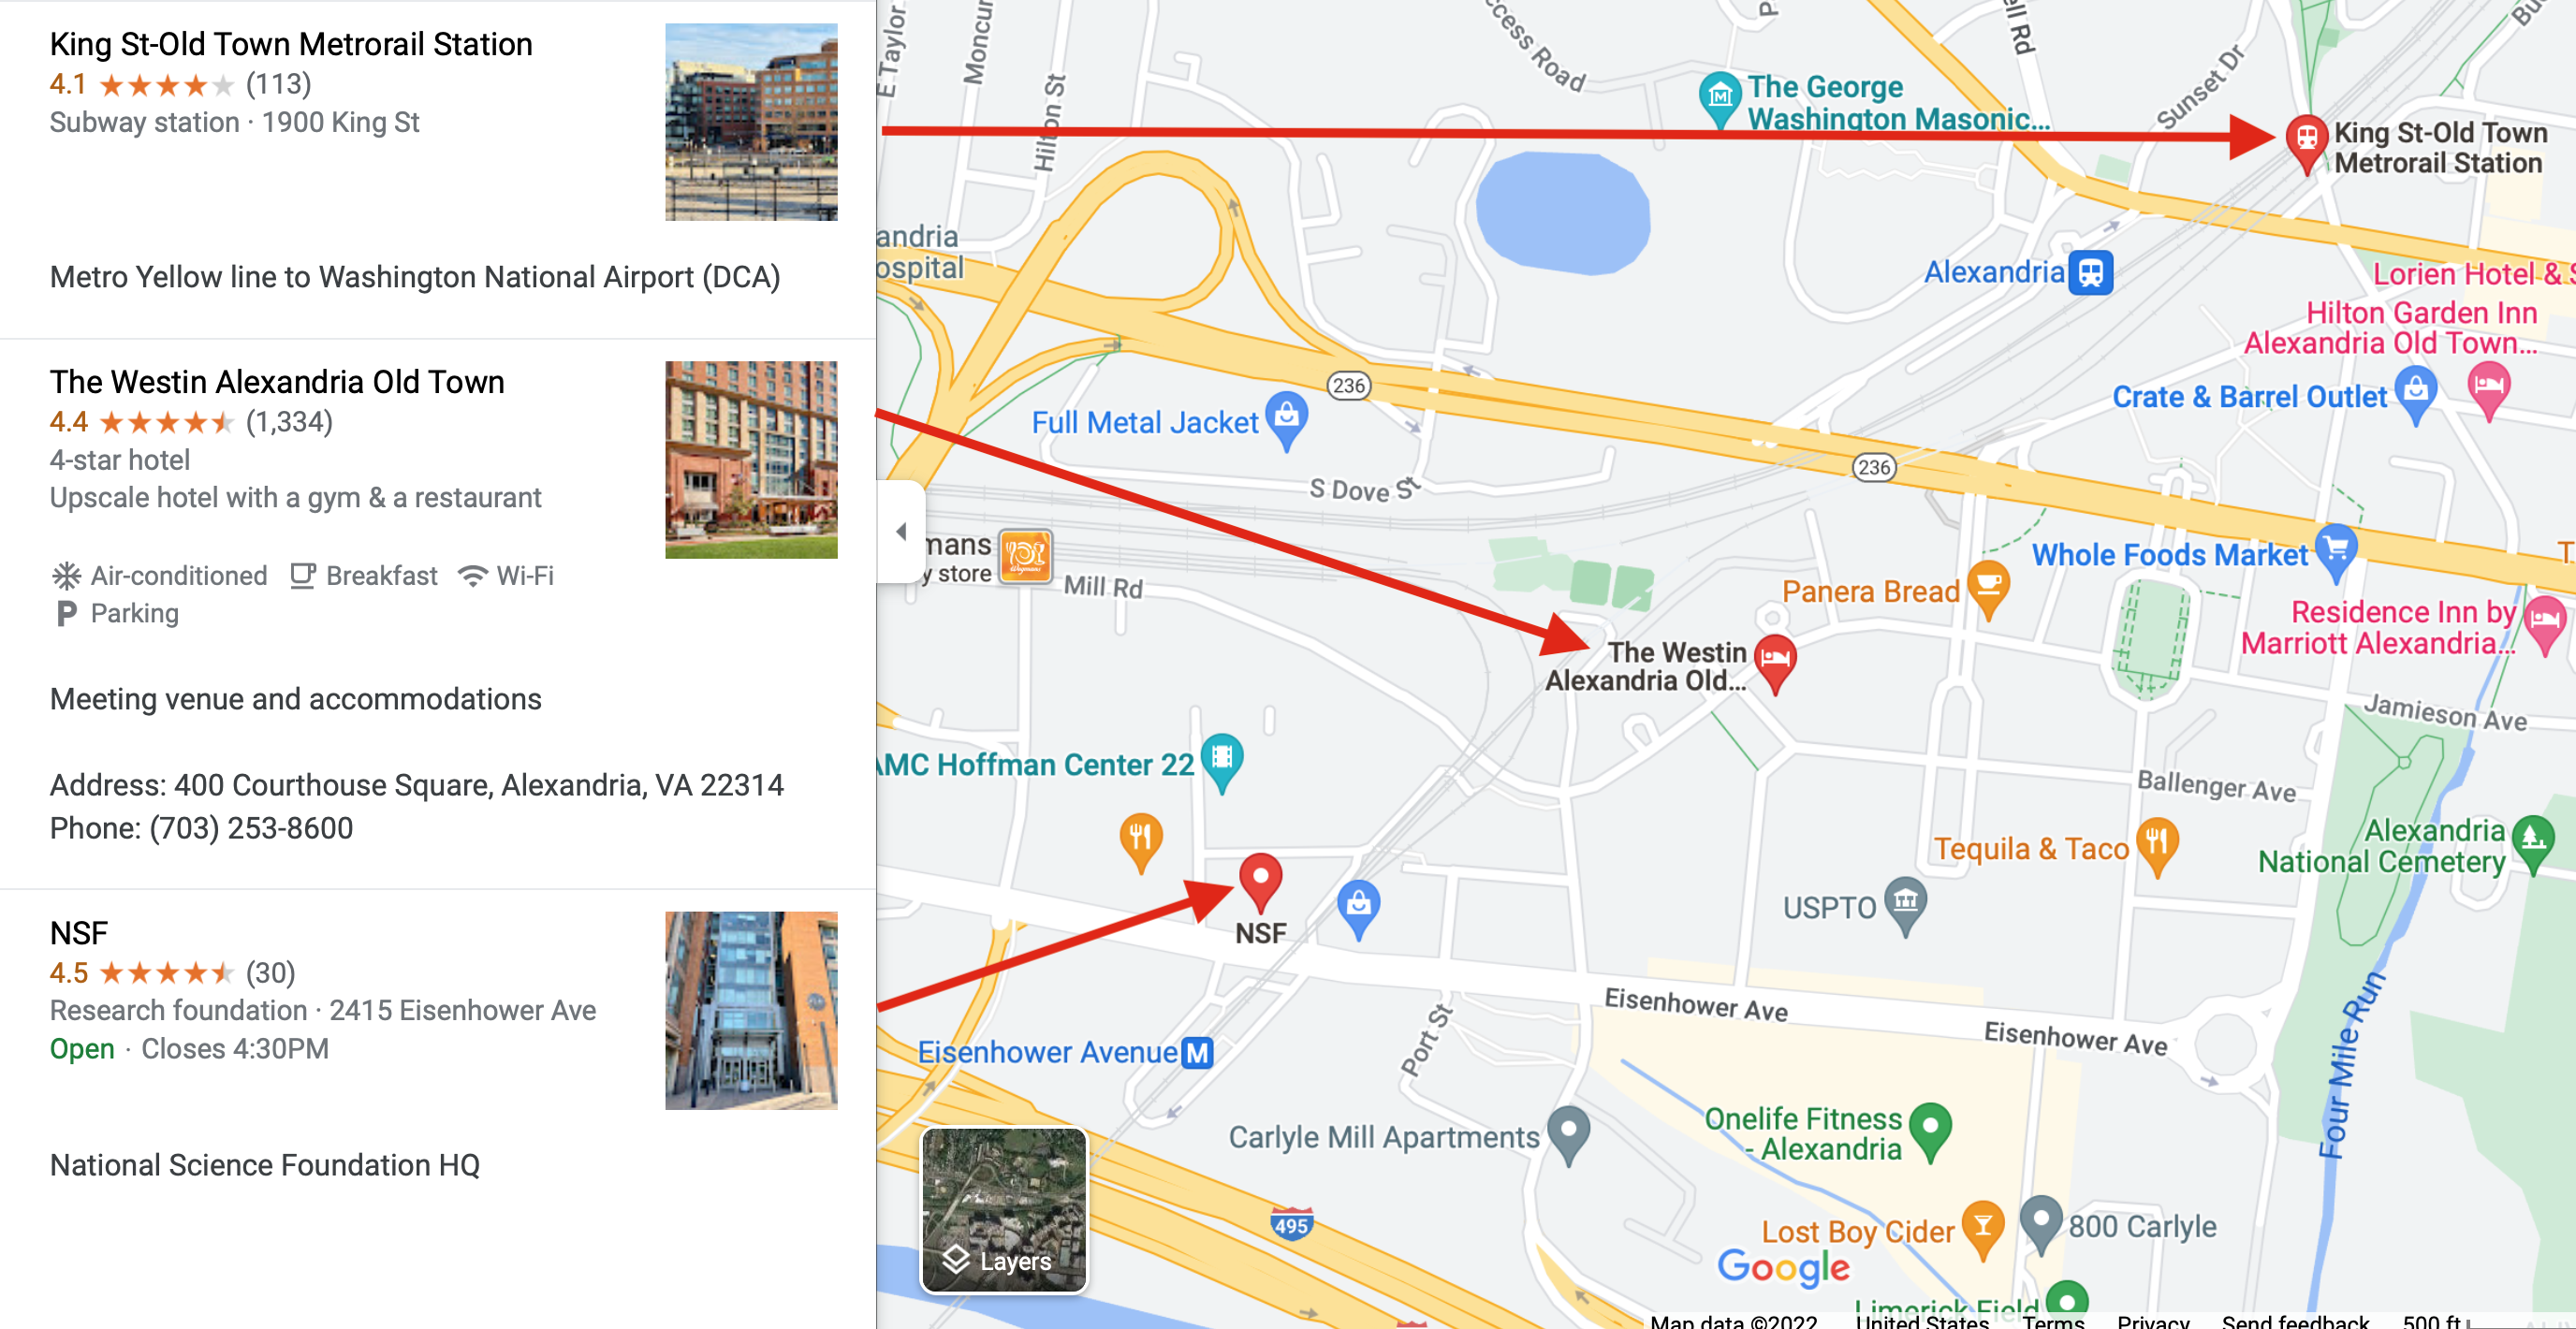 King St-Old Town Metrorail Station
4.1 (113)
Subway station · 1900 King St
Metro Yellow line to Washington National Airport (DCA)
The Westin Alexandria Old Town
4.4 (1,334)
4-star hotel
Upscale hotel with a gym & a restaurant
Air-conditioned Breakfast Wi-Fi
P Parking
Meeting venue and accommodations
Address: 400 Courthouse Square, Alexandria, VA 22314
Phone: (703) 253-8600
NSF
4.5 (30)
Research foundation · 2415 Eisenhower Ave
Open · Closes 4:30PM
National Science Foundation HQ
E Taylor
Moncur
Hilton St
ccess Road
ell Rd
Sunset Dr
The George
Washington Masonic...
King St-Old Town
Metrorail Station
andria
ospital
Alexandria
Lorien Hotel & S
Hilton Garden Inn
Alexandria Old Town...
Crate & Barrel Outlet
236
Full Metal Jacket
236
S Dove St
mans
y store
Wegmans
Mill Rd
Whole Foods Market
Panera Bread
Residence Inn by
Marriott Alexandria...
The Westin
Alexandria Old...
Jamieson Ave
AMC Hoffman Center 22
Ballenger Ave
Alexandria
National Cemetery
Tequila & Taco
USPTO
NSF
Eisenhower Ave
Eisenhower Ave
Eisenhower Avenue M
Port St
Four Mile Run
Carlyle Mill Apartments
Onelife Fitness
- Alexandria
495
Lost Boy Cider
800 Carlyle
Layers
Google
Limerick Field
Map data ©2022 United States Terms Privacy Send feedback 500 ft